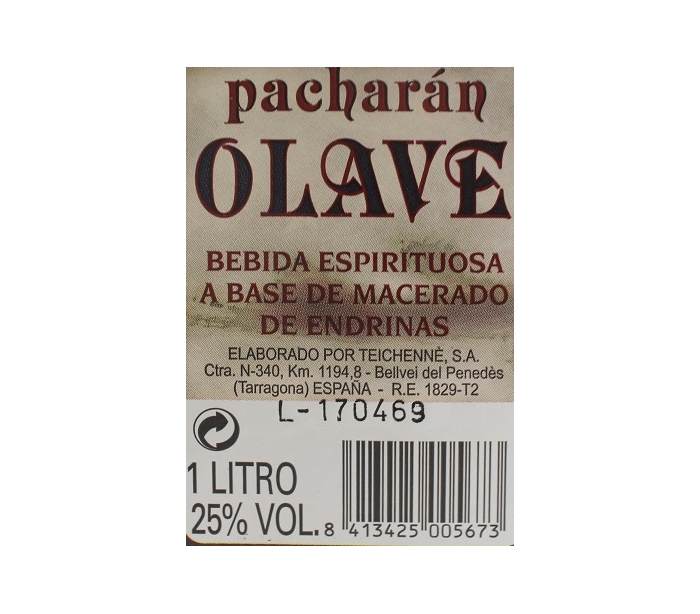 pacharán
OLAVE
BEBIDA ESPIRITUOSA
A BASE DE MACERADO
DE ENDRINAS
ELABORADO POR TEICHENNÈ, S.A.
Ctra. N-340, Km. 1194,8 - Bellvei del Penedès
(Tarragona) ESPAÑA - R.E. 1829-T2
L-170469
1 LITRO
25% VOL.
8 413425 005673